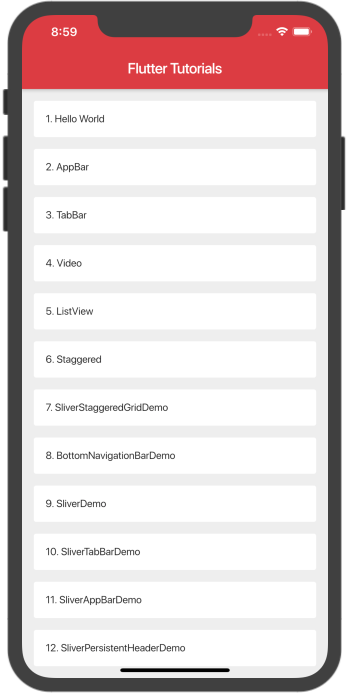 8:59
Flutter Tutorials
1. Hello World
2. AppBar
3. TabBar
4. Video
5. ListView
6. Staggered
7. SliverStaggeredGridDemo
8. BottomNavigationBarDemo
9. SliverDemo
10. SliverTabBarDemo
11. SliverAppBarDemo
12. SliverPersistentHeaderDemo